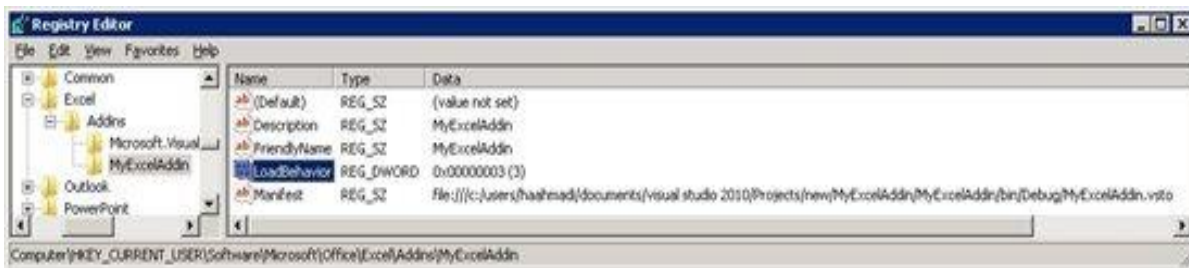 Registry Editor
File Edit View Favorites Help
Common
Excel
Addins
Microsoft.Visual
MyExcelAddin
Outlook
PowerPoint
Name Type Data
(Default) REG_SZ (value not set)
Description REG_SZ MyExcelAddin
FriendlyName REG_SZ MyExcelAddin
LoadBehavior REG_DWORD 0x00000003 (3)
Manifest REG_SZ file:///c:/users/haahmad/documents/visual studio 2010/Projects/new/MyExcelAddin/MyExcelAddin/bin/Debug/MyExcelAddin.vsto
Computer\HKEY_CURRENT_USER\Software\Microsoft\Office\Excel\Addins\MyExcelAddin